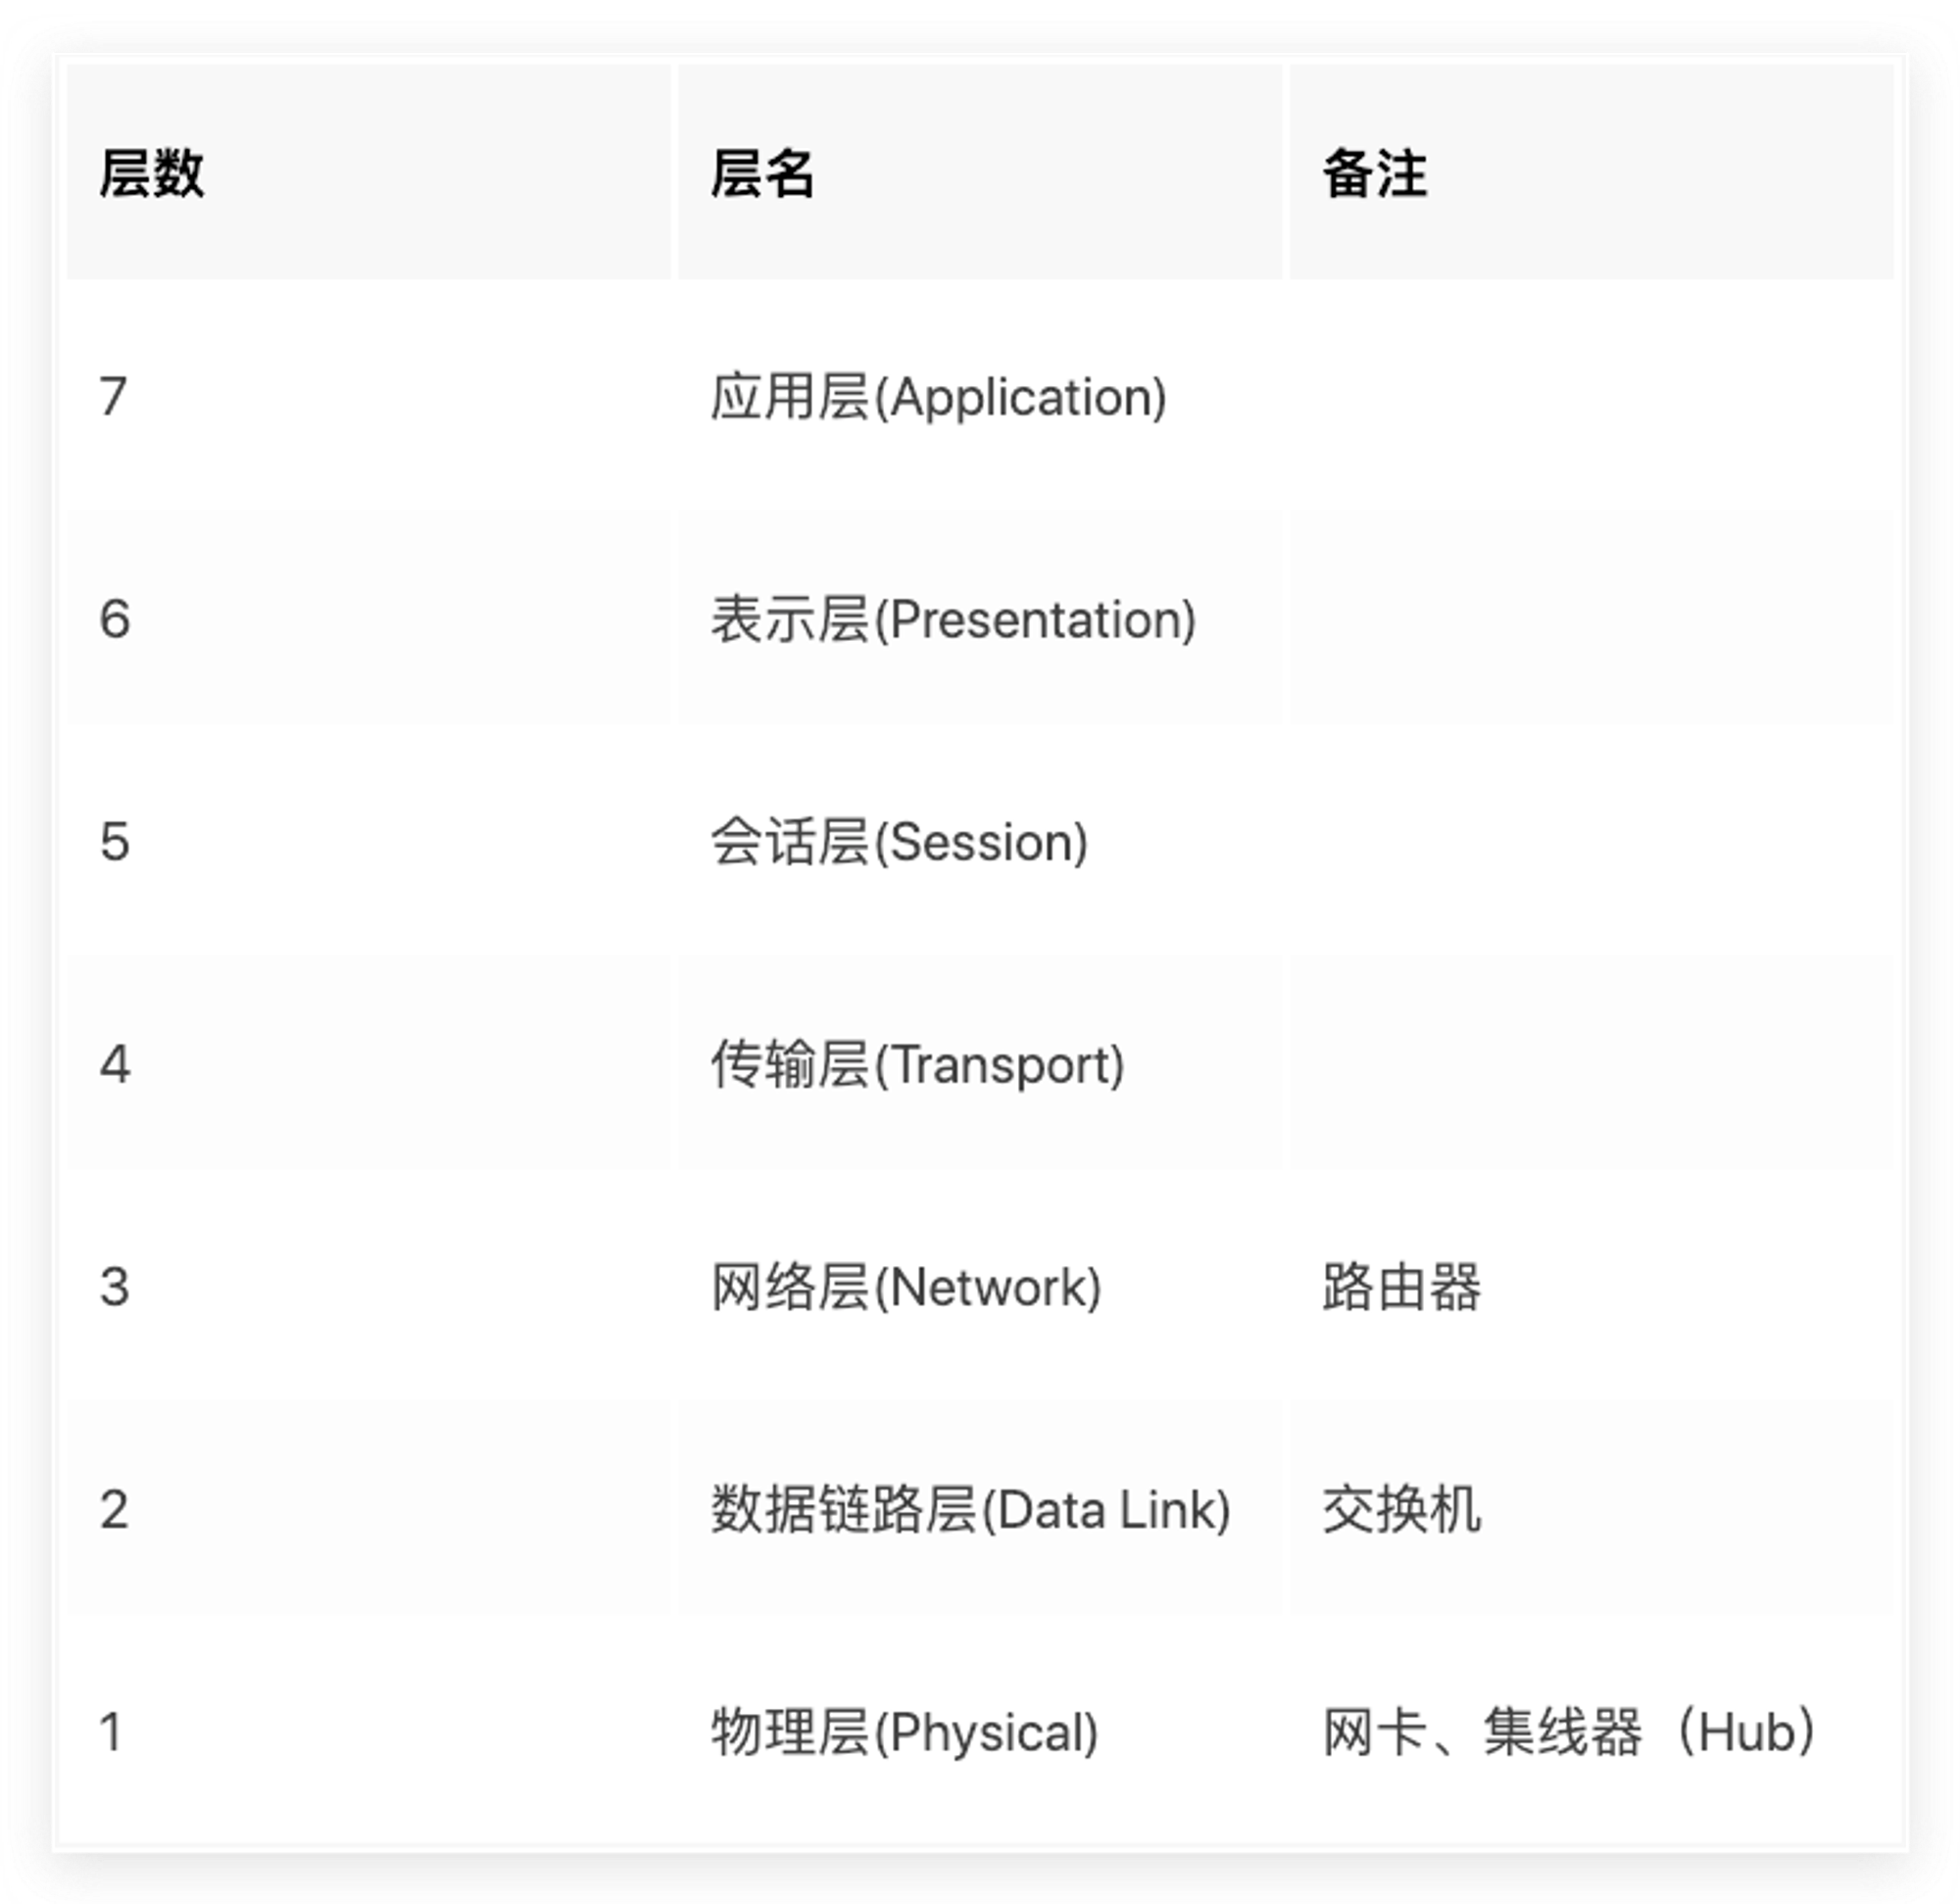 层数 层名 备注
7 应用层(Application)
6 表示层(Presentation)
5 会话层(Session)
4 传输层(Transport)
3 网络层(Network) 路由器
2 数据链路层(Data Link) 交换机
1 物理层(Physical) 网卡、集线器（Hub）